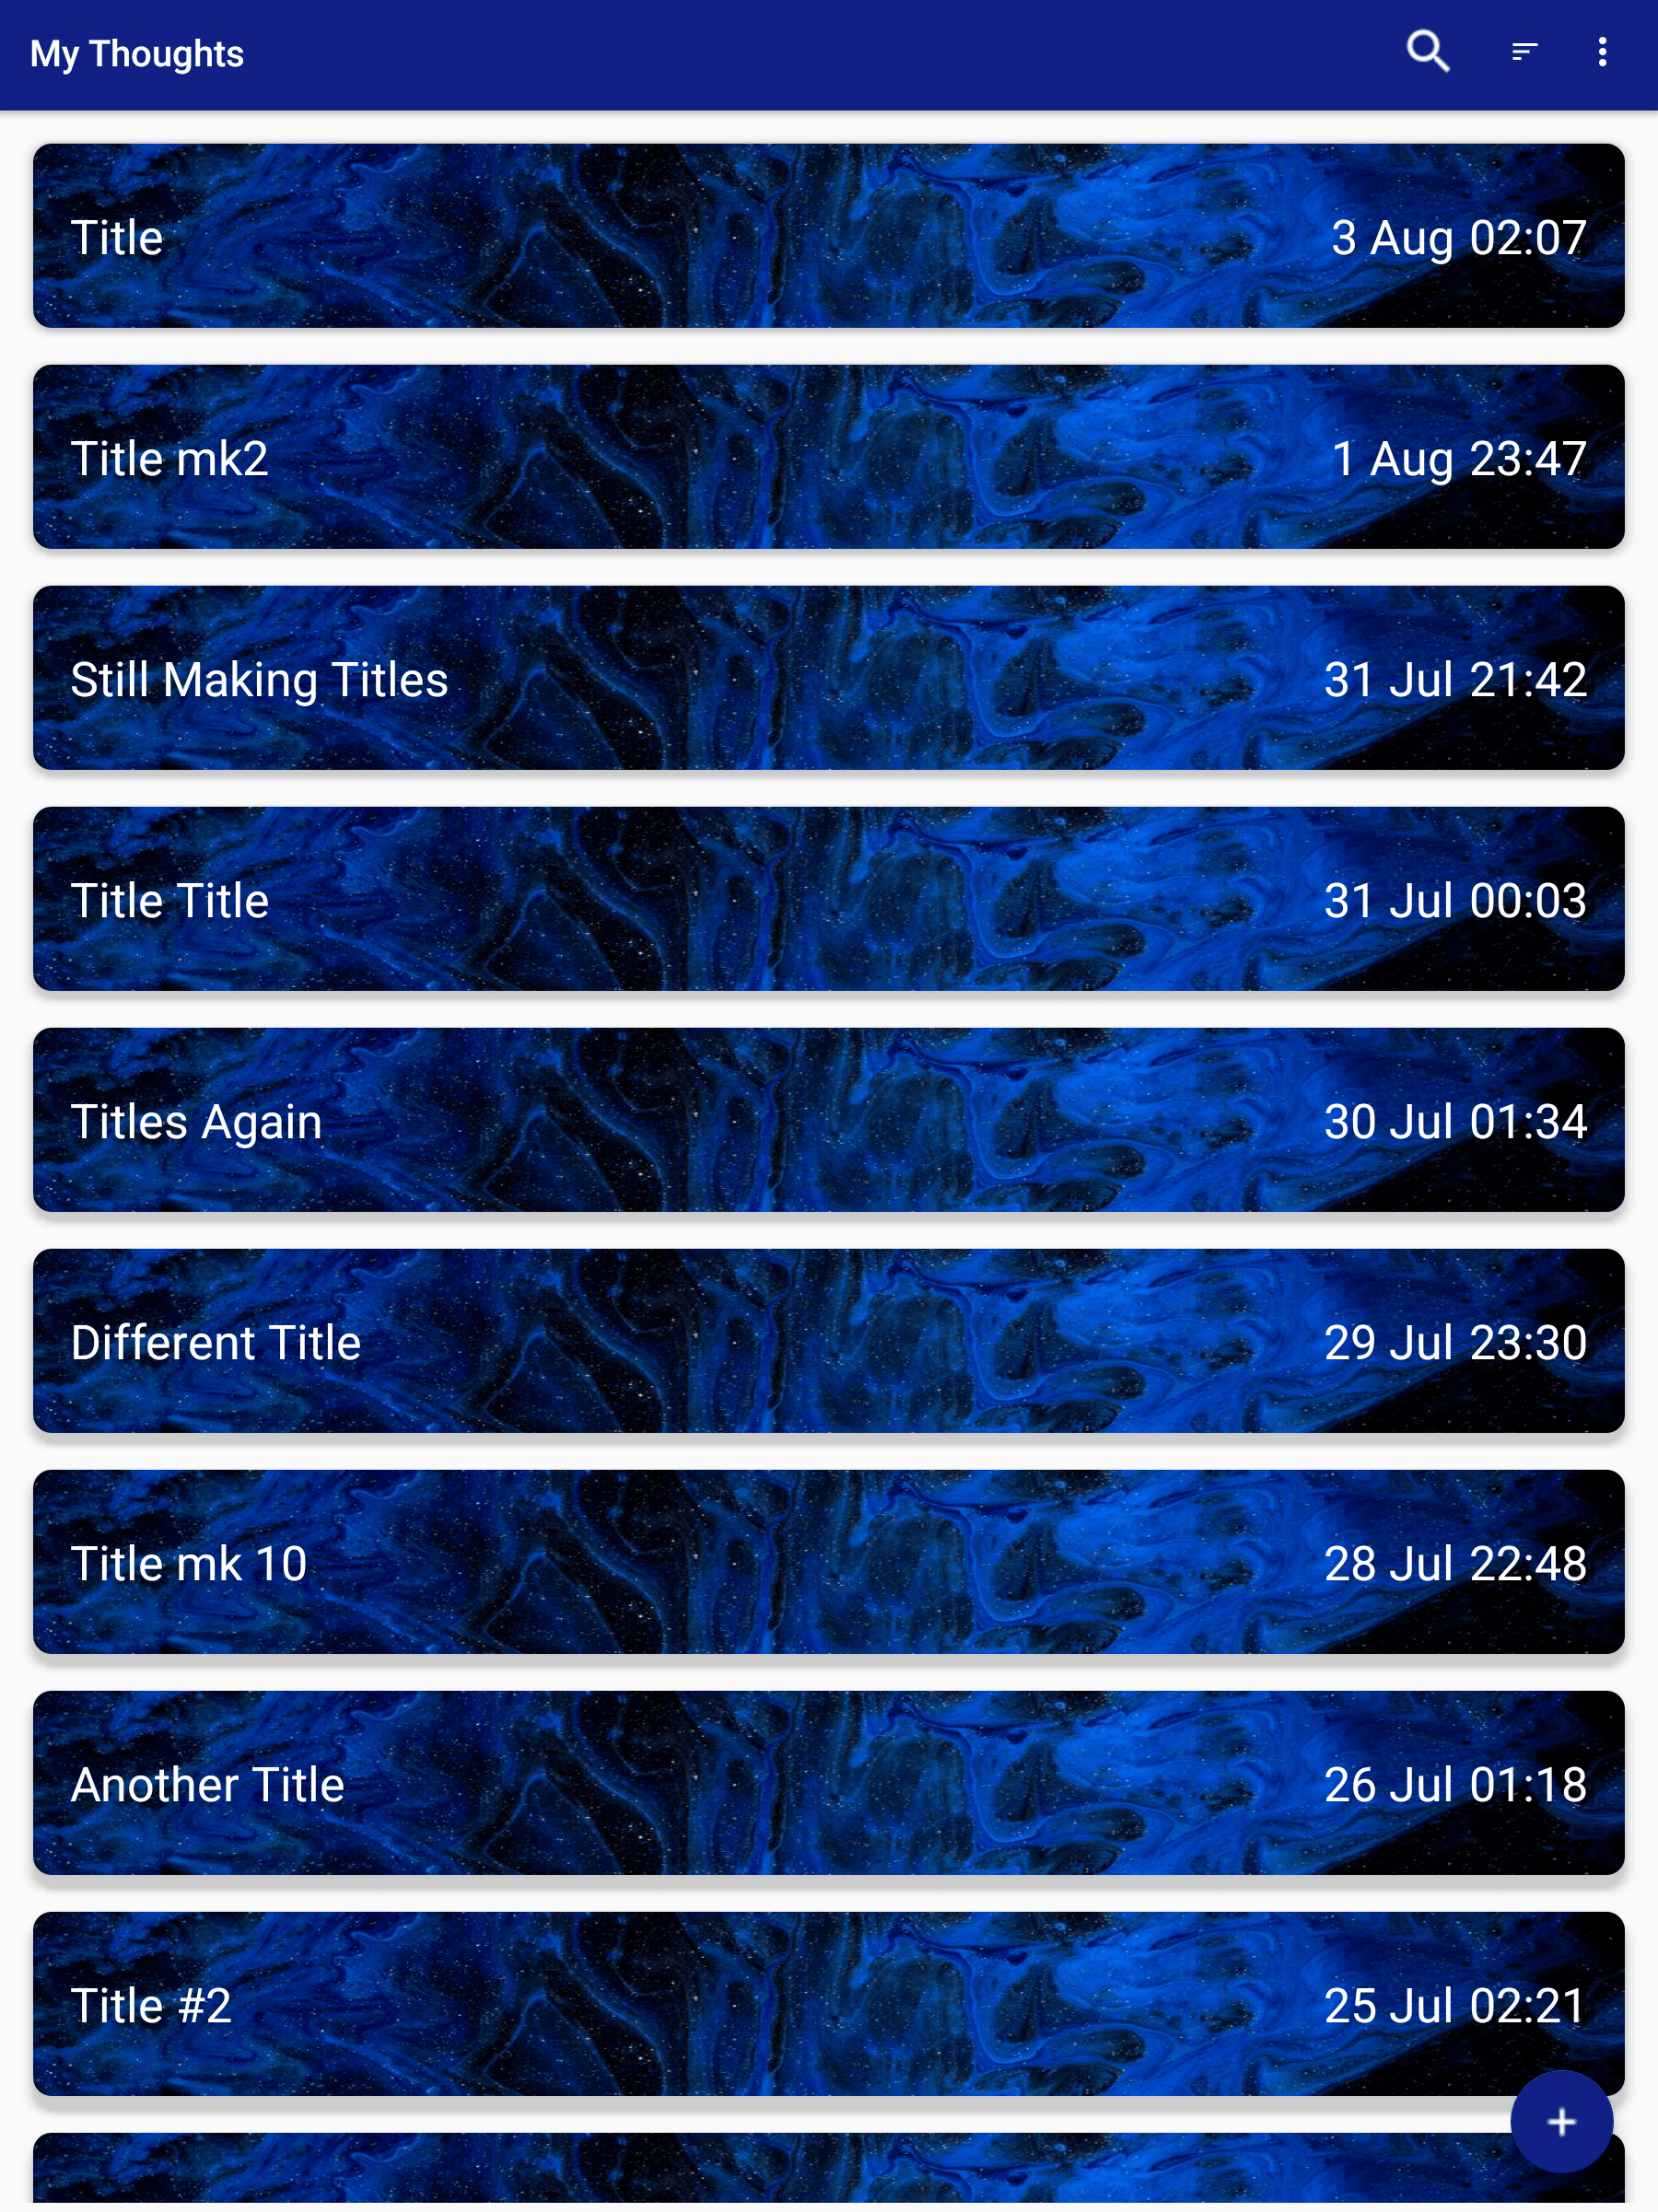 My Thoughts
Title 3 Aug 02:07
Title mk2 1 Aug 23:47
Still Making Titles 31 Jul 21:42
Title Title 31 Jul 00:03
Titles Again 30 Jul 01:34
Different Title 29 Jul 23:30
Title mk 10 28 Jul 22:48
Another Title 26 Jul 01:18
Title #2 25 Jul 02:21